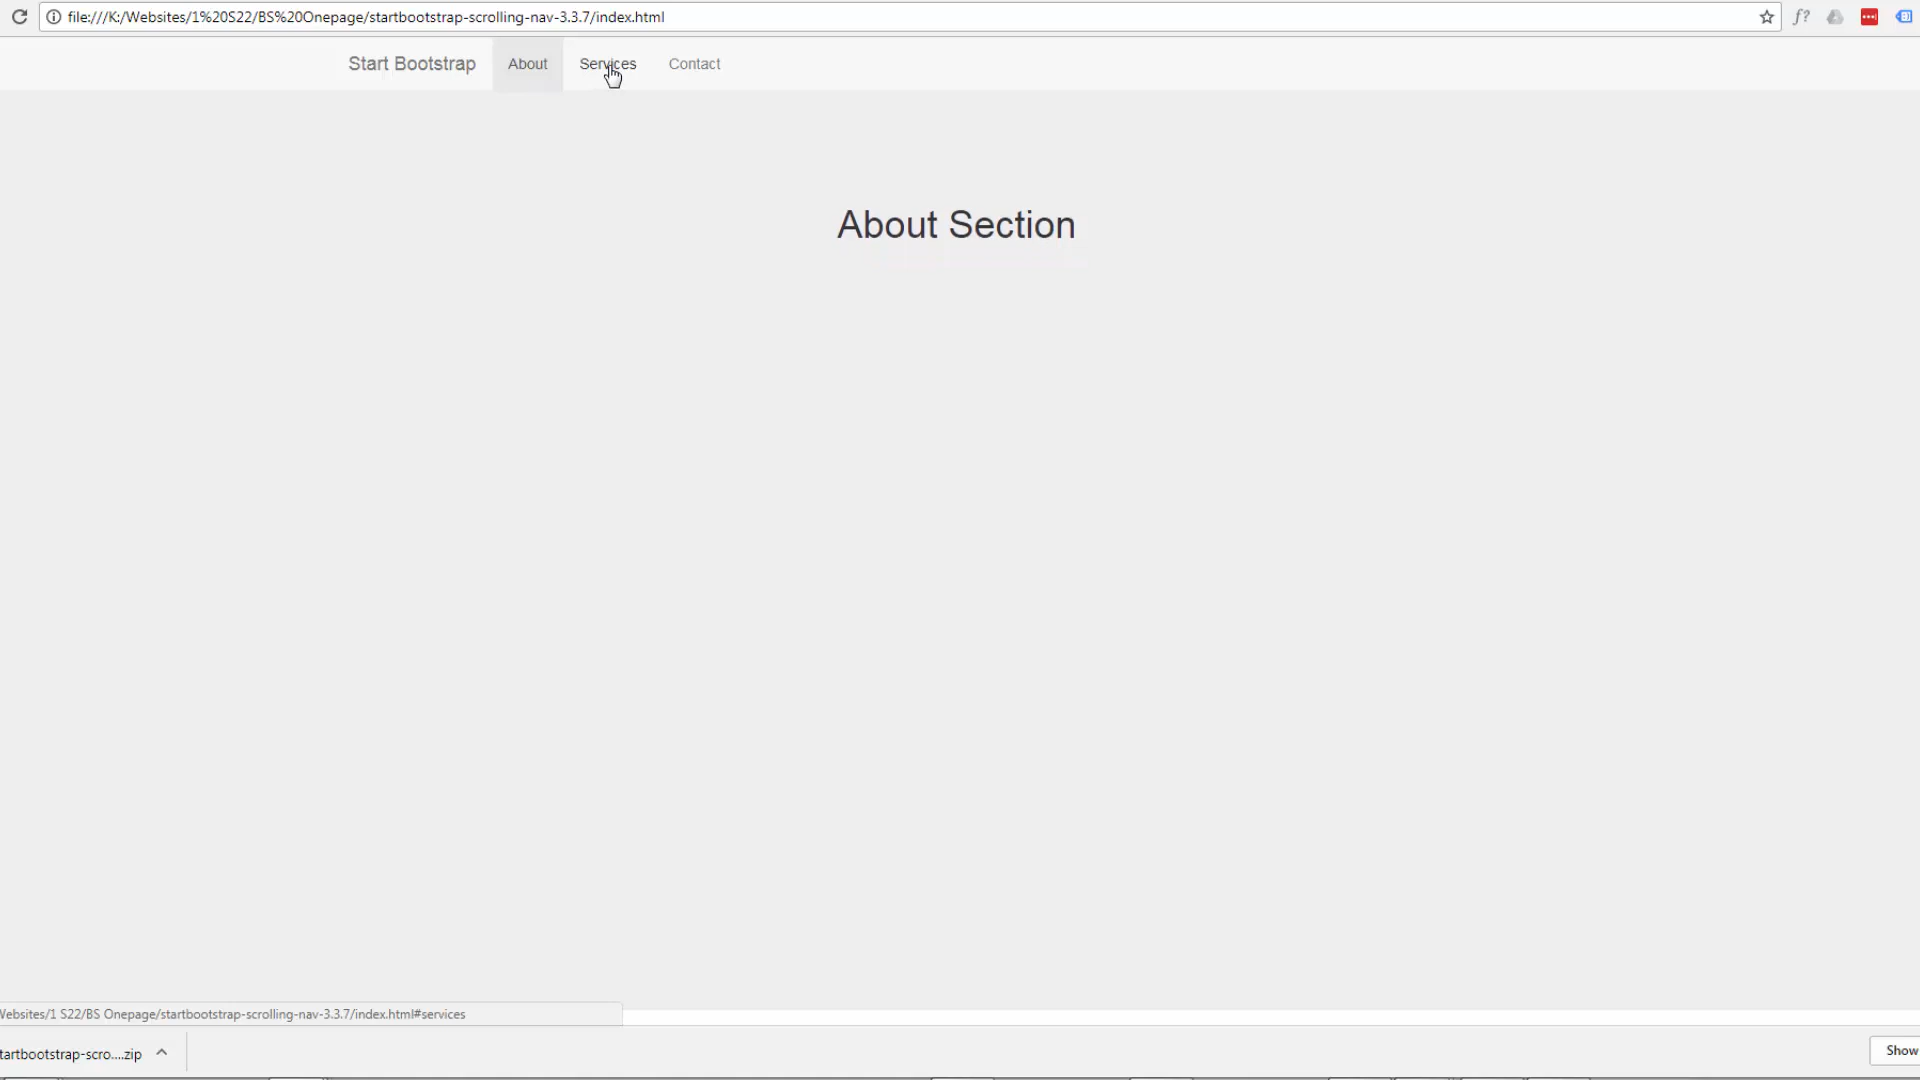 file:///K:/Websites/1%20S22/BS%20Onepage/startbootstrap-scrolling-nav-3.3.7/index.html
f?
Start Bootstrap
About
Services
Contact
About Section
Websites/1 S22/BS Onepage/startbootstrap-scrolling-nav-3.3.7/index.html#services
tartbootstrap-scro....zip
Show